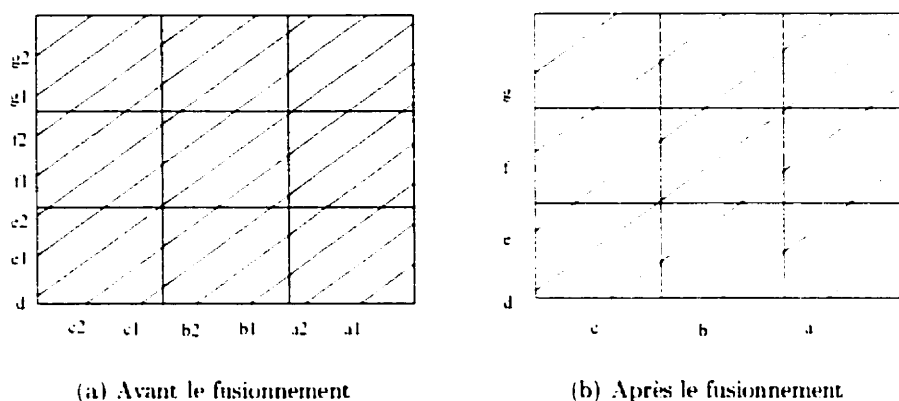 g2
g1
f2
f1
e2
e1
d
c2 c1 b2 b1 a2 a1
(a) Avant le fusionnement
g
f
e
d
c b a
(b) Après le fusionnement